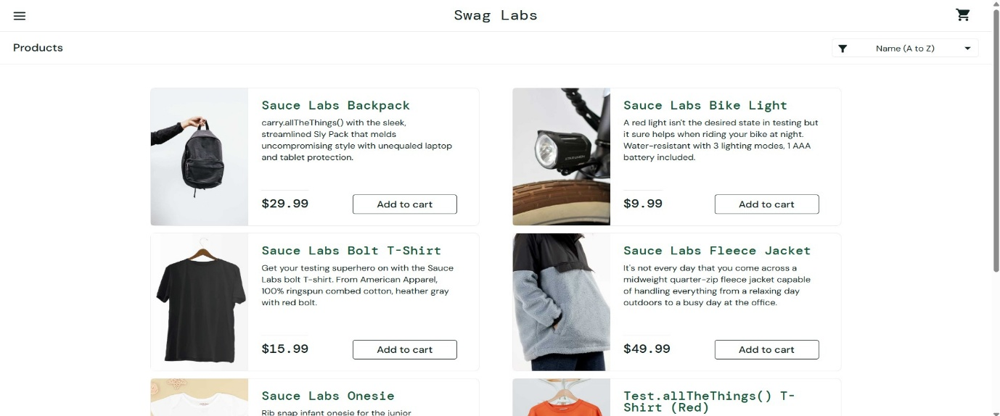 Swag Labs
Products
Name (A to Z)
Sauce Labs Backpack
carry.allTheThings() with the sleek,
streamlined Sly Pack that melds
uncompromising style with unequaled laptop
and tablet protection.
$29.99
Add to cart
Sauce Labs Bike Light
A red light isn't the desired state in testing but
it sure helps when riding your bike at night.
Water-resistant with 3 lighting modes, 1 AAA
battery included.
$9.99
Add to cart
Sauce Labs Bolt T-Shirt
Get your testing superhero on with the Sauce
Labs bolt T-shirt. From American Apparel,
100% ringspun combed cotton, heather gray
with red bolt.
$15.99
Add to cart
Sauce Labs Fleece Jacket
It's not every day that you come across a
midweight quarter-zip fleece jacket capable
of handling everything from a relaxing day
outdoors to a busy day at the office.
$49.99
Add to cart
Sauce Labs Onesie
Rib snap infant onesie for the junior
Test.allTheThings() T-
Shirt (Red)